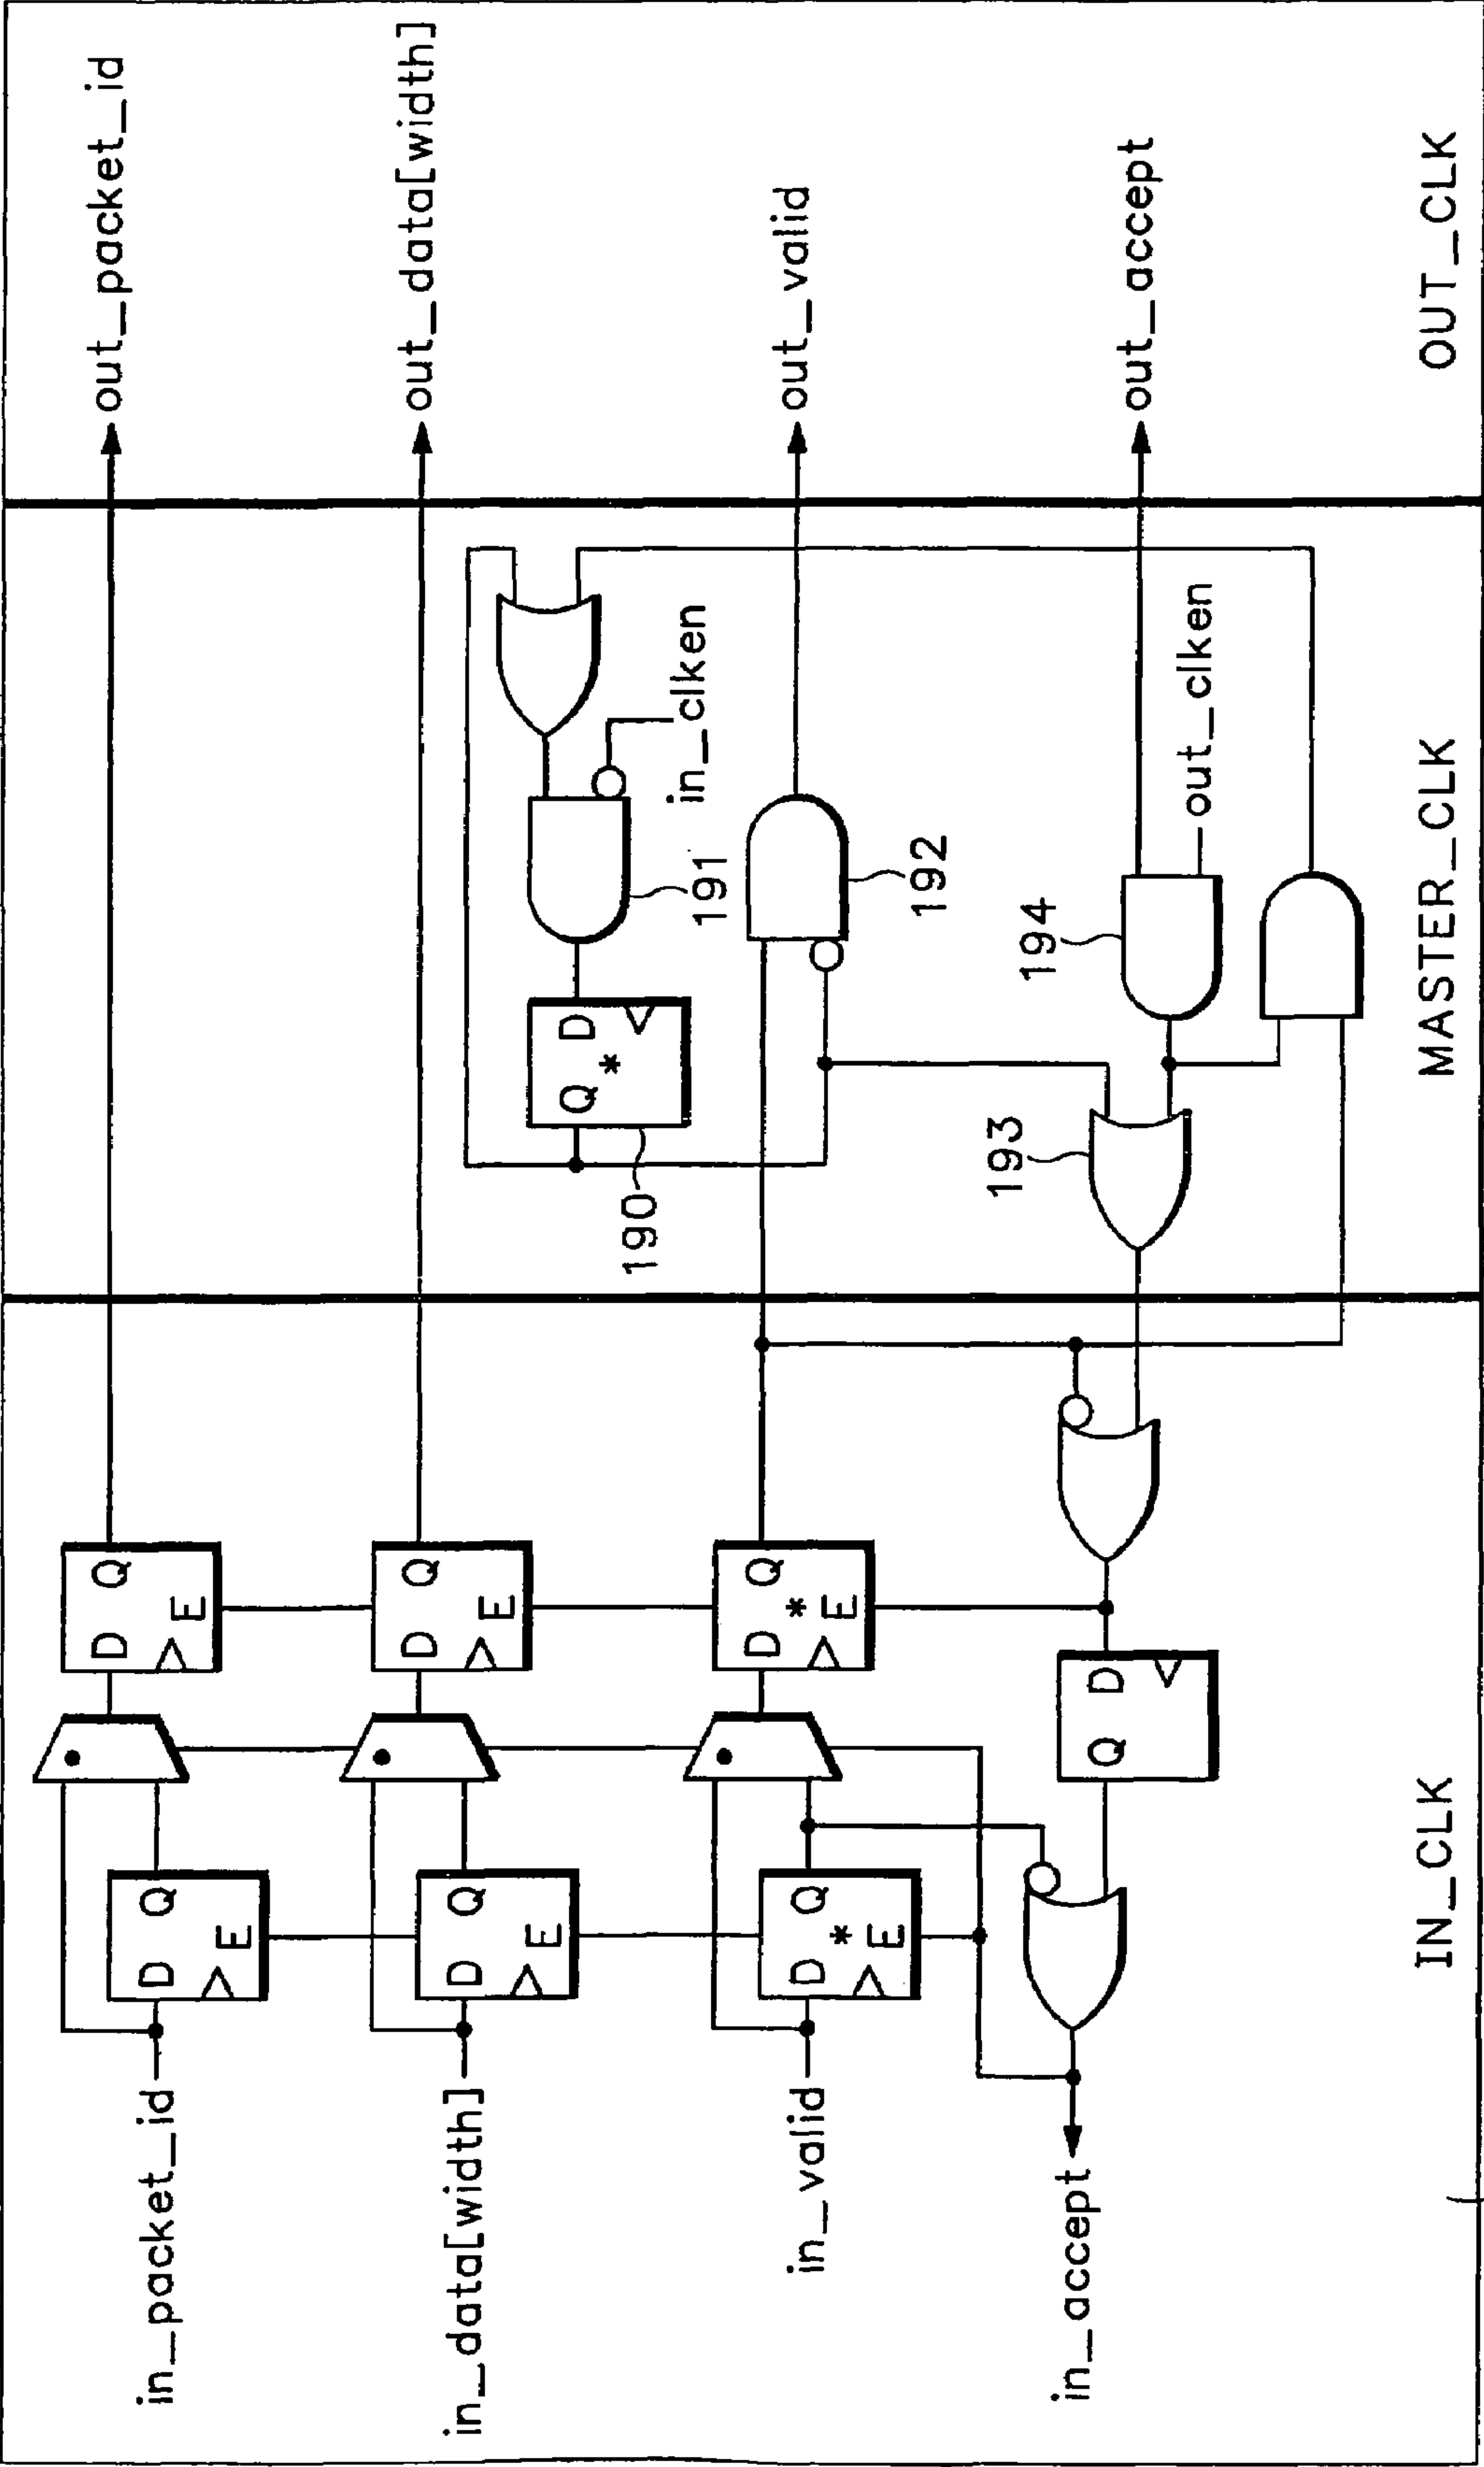 in_packet_id
D Q
E
D Q
E
out_packet_id
in_data[width]
D Q
E
D Q
E
out_data[width]
Q D
*
190
191
in_clken
in_valid
D Q
*
E
D Q
*
E
192
out_valid
in_accept
Q D
193
194
out_clken
out_accept
IN_CLK
MASTER_CLK
OUT_CLK